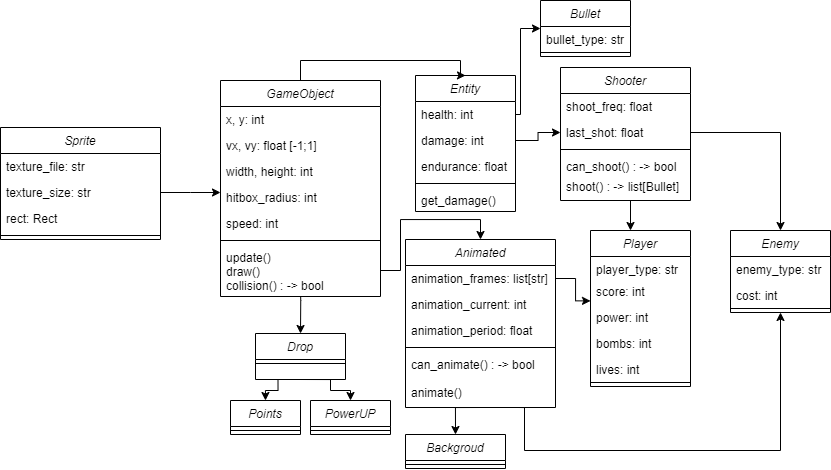 Sprite
texture_file: str
texture_size: str
rect: Rect
GameObject
x, y: int
vx, vy: float [-1;1]
width, height: int
hitbox_radius: int
speed: int
update()
draw()
collision() : -> bool
Drop
Points
PowerUP
Entity
health: int
damage: int
endurance: float
get_damage()
Animated
animation_frames: list[str]
animation_current: int
animation_period: float
can_animate() : -> bool
animate()
Backgroud
Bullet
bullet_type: str
Shooter
shoot_freq: float
last_shot: float
can_shoot() : -> bool
shoot() : -> list[Bullet]
Player
player_type: str
score: int
power: int
bombs: int
lives: int
Enemy
enemy_type: str
cost: int